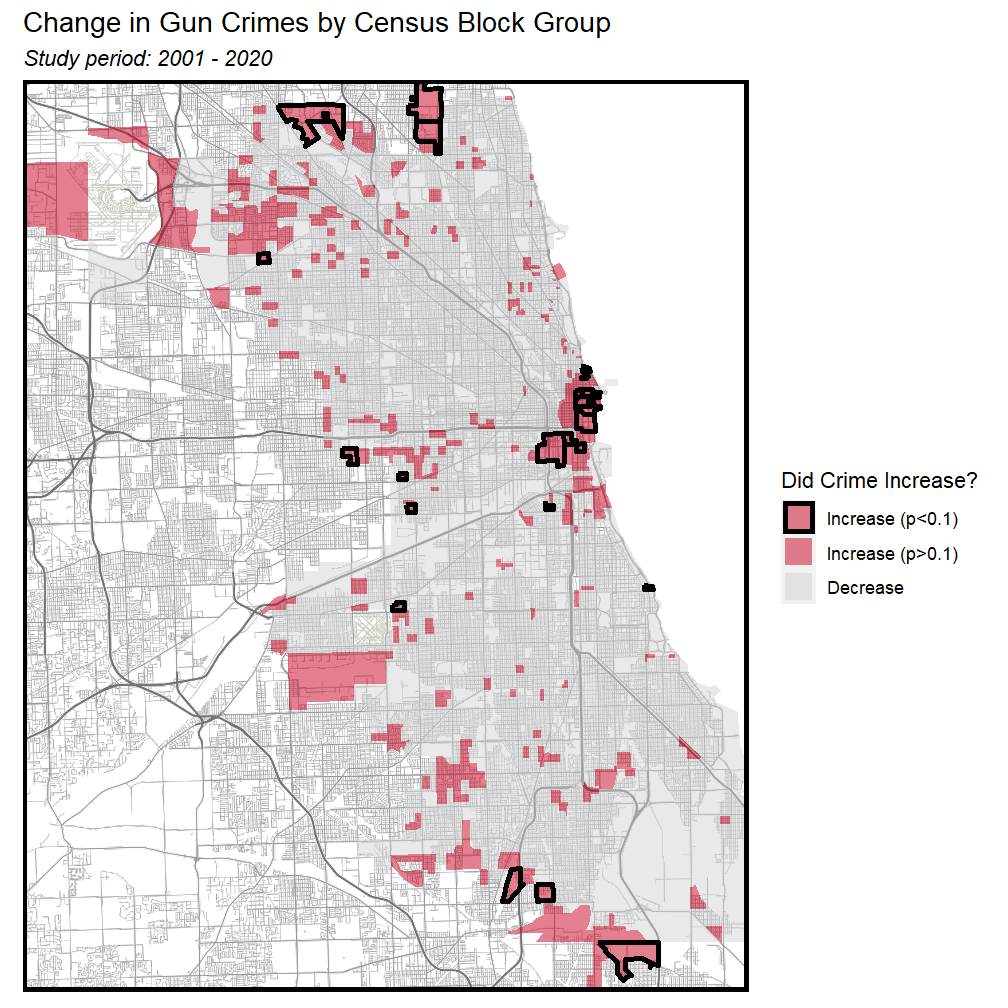 Change in Gun Crimes by Census Block Group
Study period: 2001 - 2020
Did Crime Increase?
Increase (p<0.1)
Increase (p>0.1)
Decrease